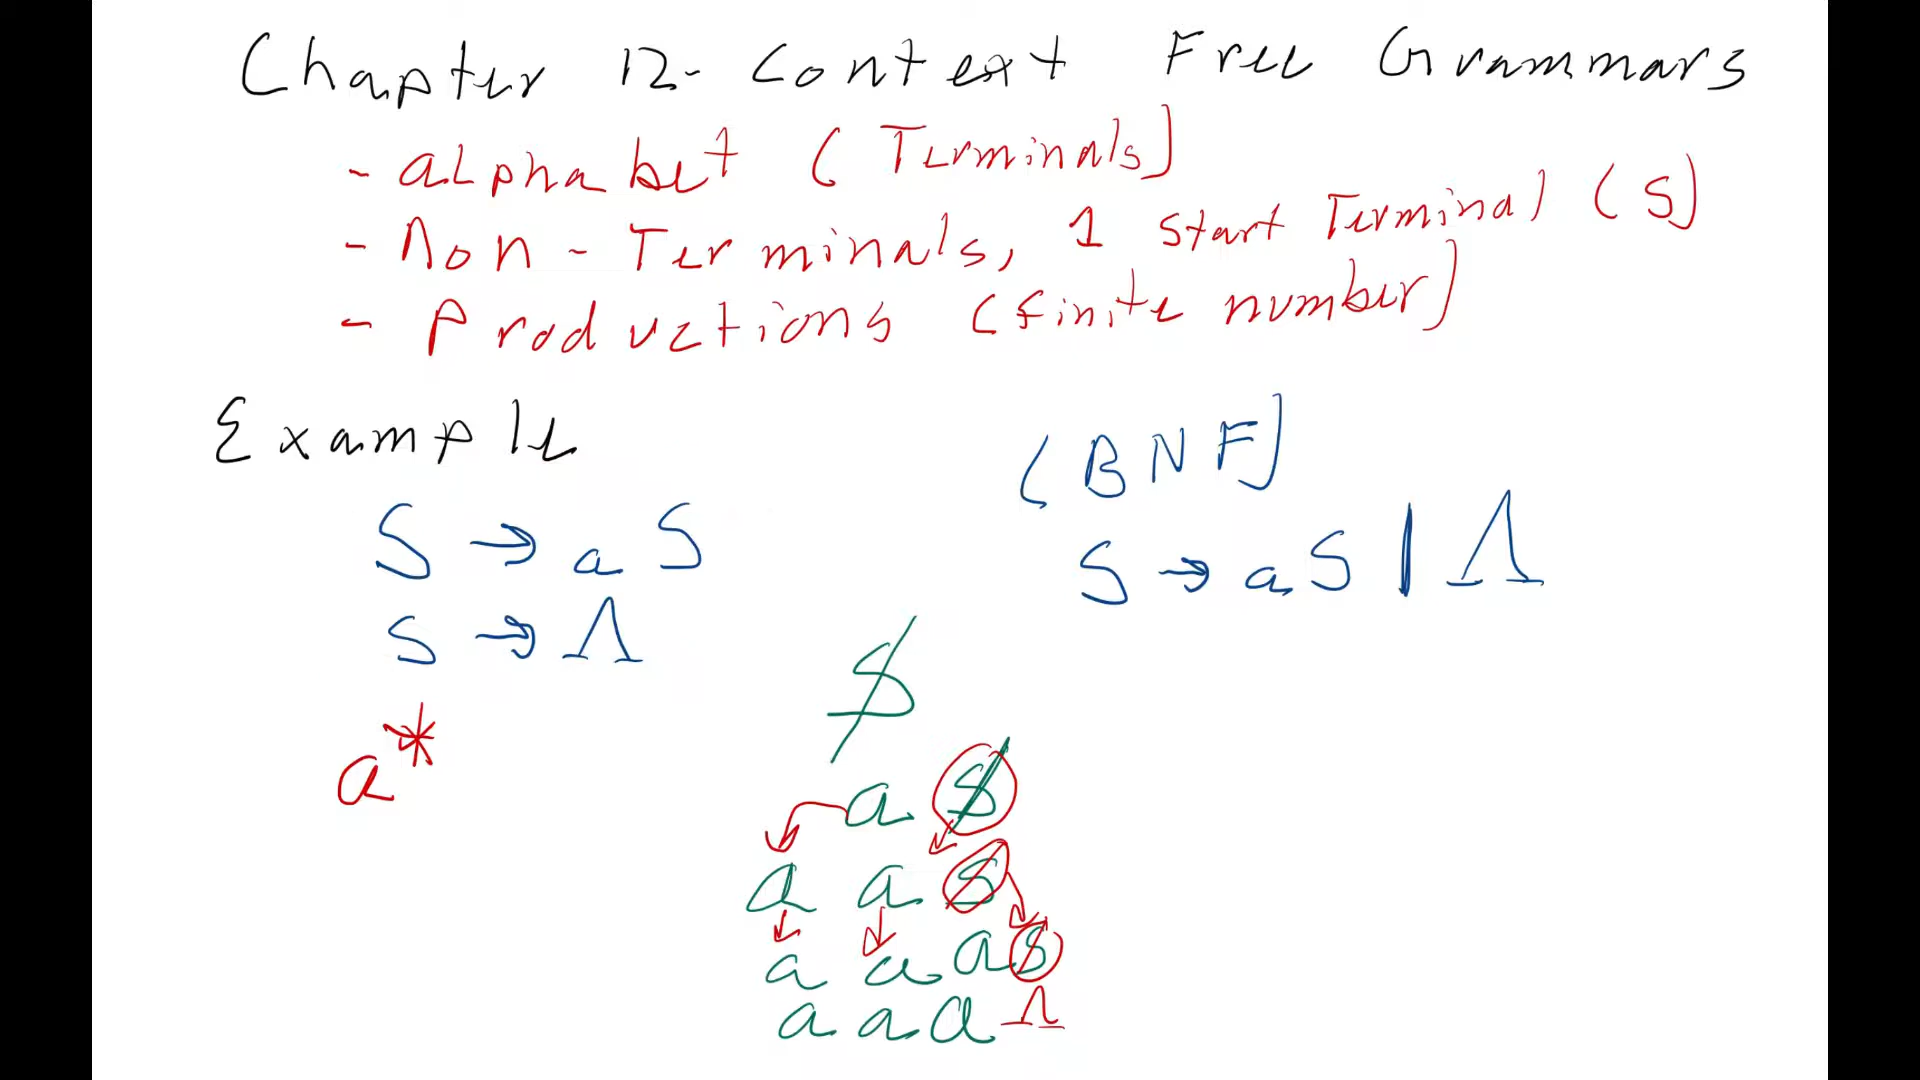 Chapter 12- Context Free Grammars
- alphabet (Terminals)
- Non-Terminals, 1 Start Terminal (S)
- Productions (finite number)
Example
(BNF)
S → aS
S → aS | Λ
S → Λ
S
a*
a S
a a S
a a a S
a a a Λ